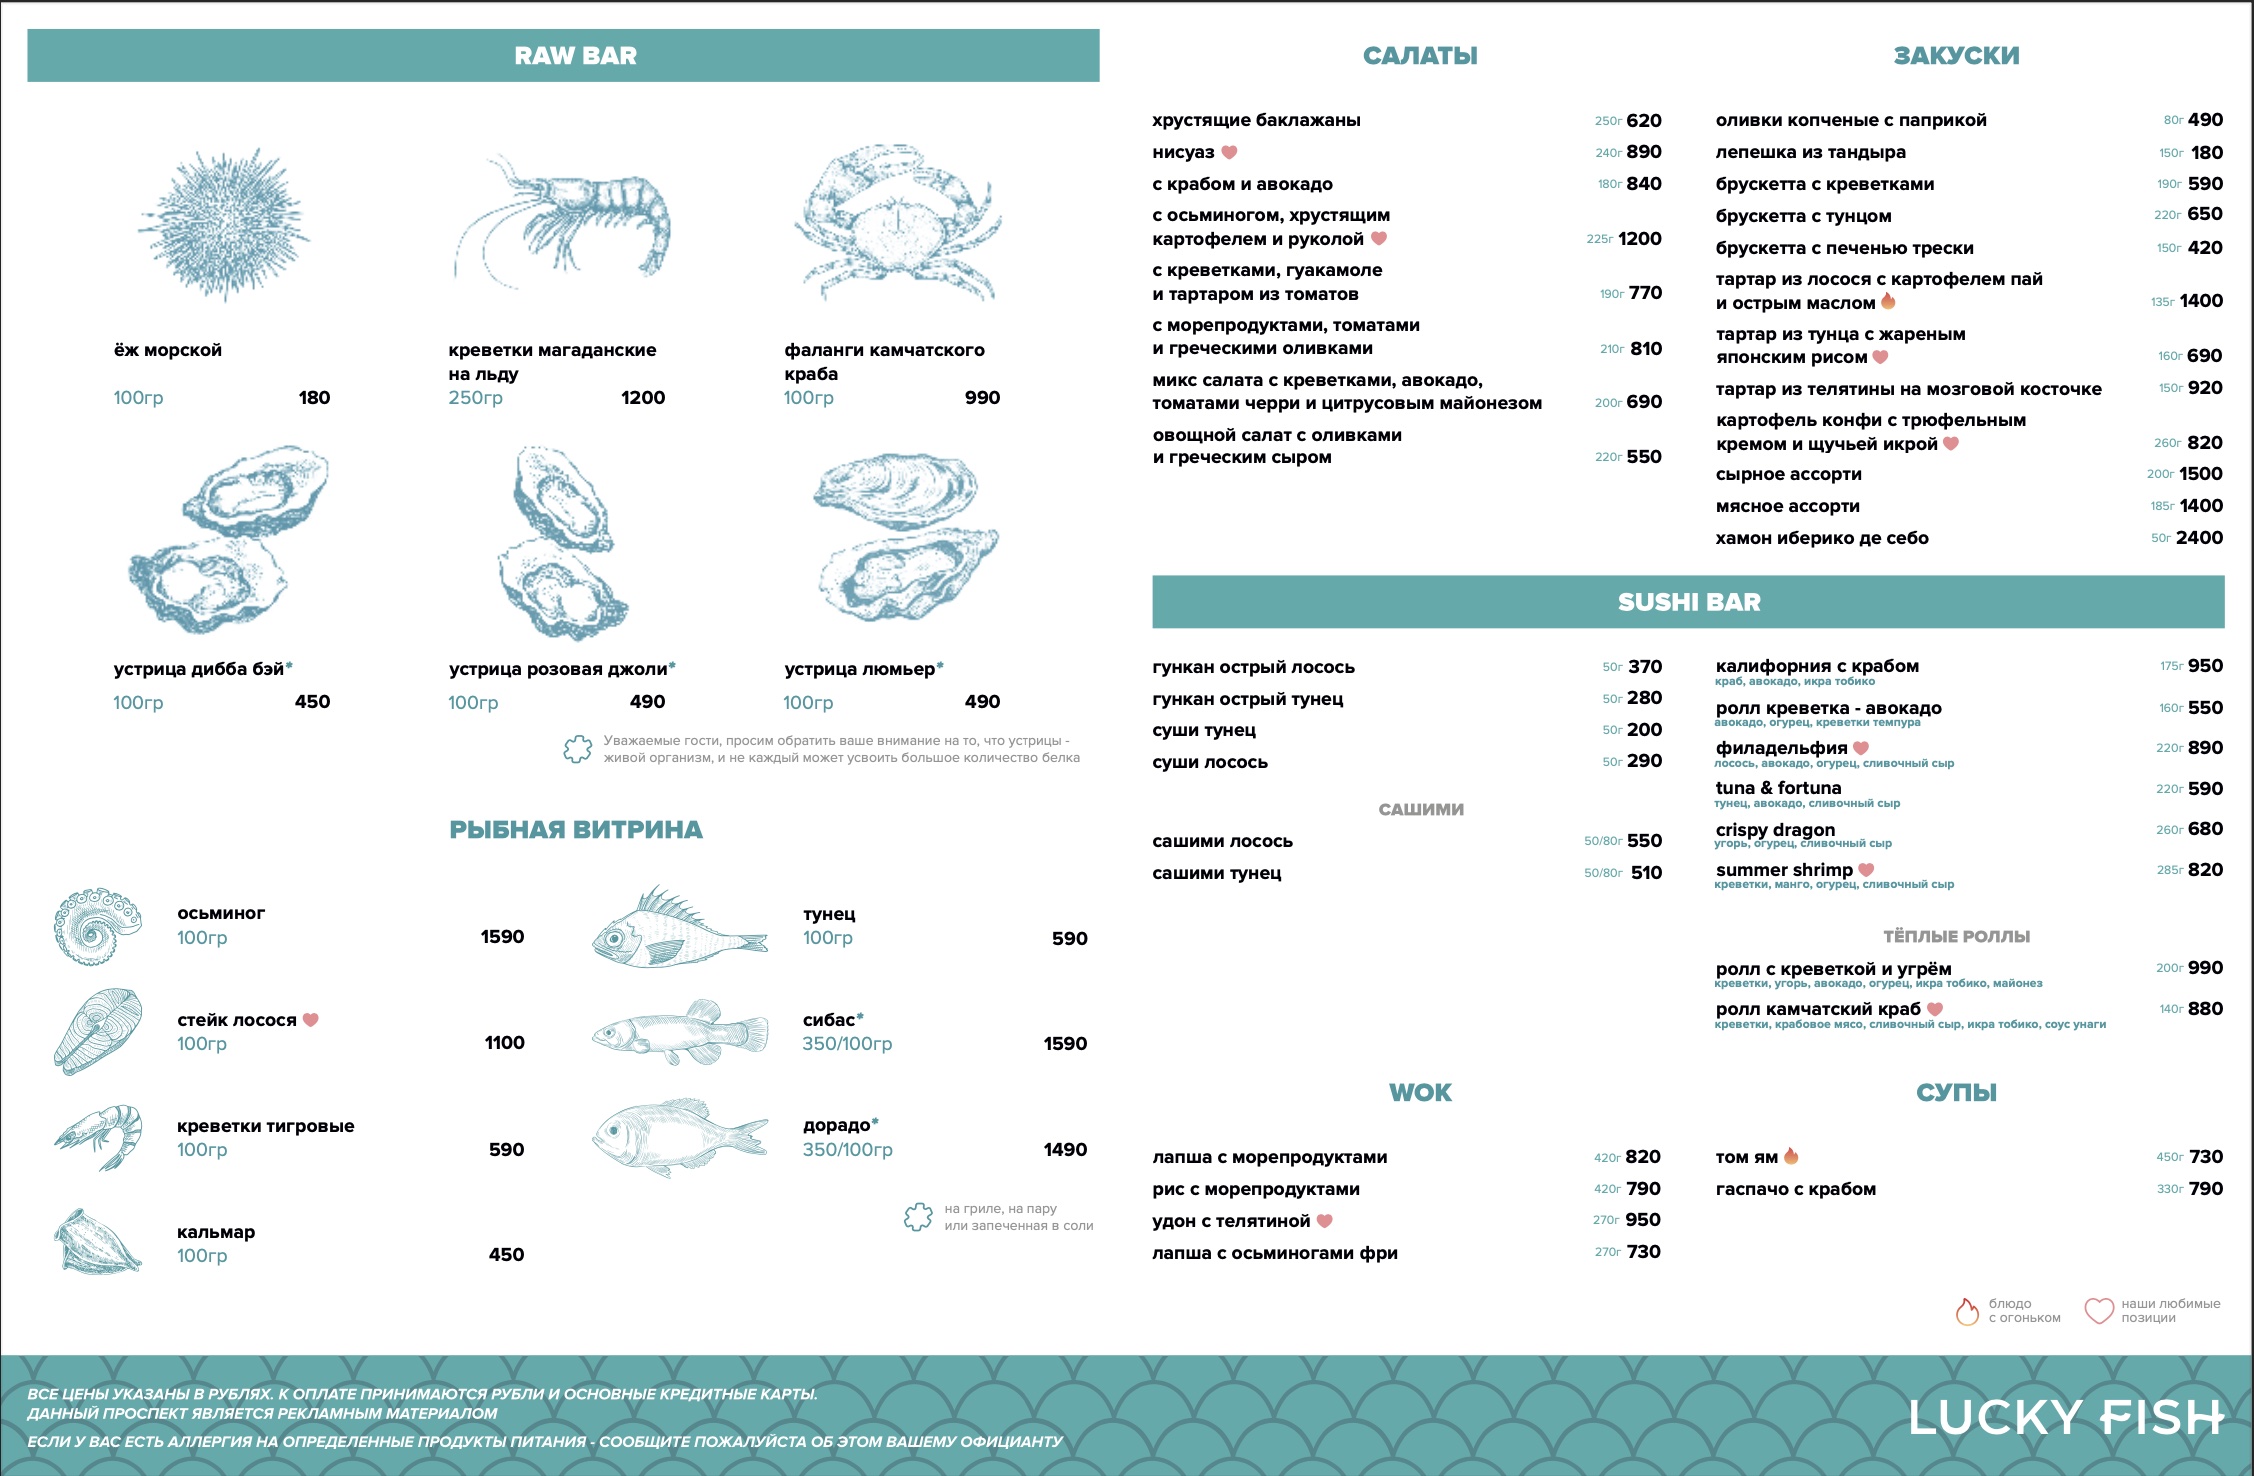 RAW BAR
ёж морской
100гр 180
креветки магаданские
на льду
250гр 1200
фаланги камчатского
краба
100гр 990
устрица дибба бэй*
100гр 450
устрица розовая джоли*
100гр 490
устрица люмьер*
100гр 490
Уважаемые гости, просим обратить ваше внимание на то, что устрицы -
живой организм, и не каждый может усвоить большое количество белка
РЫБНАЯ ВИТРИНА
осьминог
100гр 1590
стейк лосося
100гр 1100
креветки тигровые
100гр 590
кальмар
100гр 450
тунец
100гр 590
сибас*
350/100гр 1590
дорадо*
350/100гр 1490
на гриле, на пару
или запеченная в соли
САЛАТЫ
хрустящие баклажаны 250г 620
нисуаз 240г 890
с крабом и авокадо 180г 840
с осьминогом, хрустящим
картофелем и руколой 225г 1200
с креветками, гуакамоле
и тартаром из томатов 190г 770
с морепродуктами, томатами
и греческими оливками 210г 810
микс салата с креветками, авокадо,
томатами черри и цитрусовым майонезом 200г 690
овощной салат с оливками
и греческим сыром 220г 550
ЗАКУСКИ
оливки копченые с паприкой 80г 490
лепешка из тандыра 150г 180
брускетта с креветками 190г 590
брускетта с тунцом 220г 650
брускетта с печенью трески 150г 420
тартар из лосося с картофелем пай
и острым маслом 135г 1400
тартар из тунца с жареным
японским рисом 160г 690
тартар из телятины на мозговой косточке 150г 920
картофель конфи с трюфельным
кремом и щучьей икрой 260г 820
сырное ассорти 200г 1500
мясное ассорти 185г 1400
хамон иберико де себо 50г 2400
SUSHI BAR
гункан острый лосось 50г 370
гункан острый тунец 50г 280
суши тунец 50г 200
суши лосось 50г 290
САШИМИ
сашими лосось 50/80г 550
сашими тунец 50/80г 510
калифорния с крабом 175г 950
краб, авокадо, икра тобико
ролл креветка - авокадо 160г 550
авокадо, огурец, креветки темпура
филадельфия 220г 890
лосось, авокадо, огурец, сливочный сыр
tuna & fortuna 220г 590
тунец, авокадо, сливочный сыр
crispy dragon 260г 680
угорь, огурец, сливочный сыр
summer shrimp 285г 820
креветки, манго, огурец, сливочный сыр
ТЁПЛЫЕ РОЛЛЫ
ролл с креветкой и угрём 200г 990
креветки, угорь, авокадо, огурец, икра тобико, майонез
ролл камчатский краб 140г 880
креветки, крабовое мясо, сливочный сыр, икра тобико, соус унаги
WOK
лапша с морепродуктами 420г 820
рис с морепродуктами 420г 790
удон с телятиной 270г 950
лапша с осьминогами фри 270г 730
СУПЫ
том ям 450г 730
гаспачо с крабом 330г 790
блюдо
с огоньком
наши любимые
позиции
ВСЕ ЦЕНЫ УКАЗАНЫ В РУБЛЯХ. К ОПЛАТЕ ПРИНИМАЮТСЯ РУБЛИ И ОСНОВНЫЕ КРЕДИТНЫЕ КАРТЫ.
ДАННЫЙ ПРОСПЕКТ ЯВЛЯЕТСЯ РЕКЛАМНЫМ МАТЕРИАЛОМ
ЕСЛИ У ВАС ЕСТЬ АЛЛЕРГИЯ НА ОПРЕДЕЛЕННЫЕ ПРОДУКТЫ ПИТАНИЯ - СООБЩИТЕ ПОЖАЛУЙСТА ОБ ЭТОМ ВАШЕМУ ОФИЦИАНТУ
LUCKY FISH